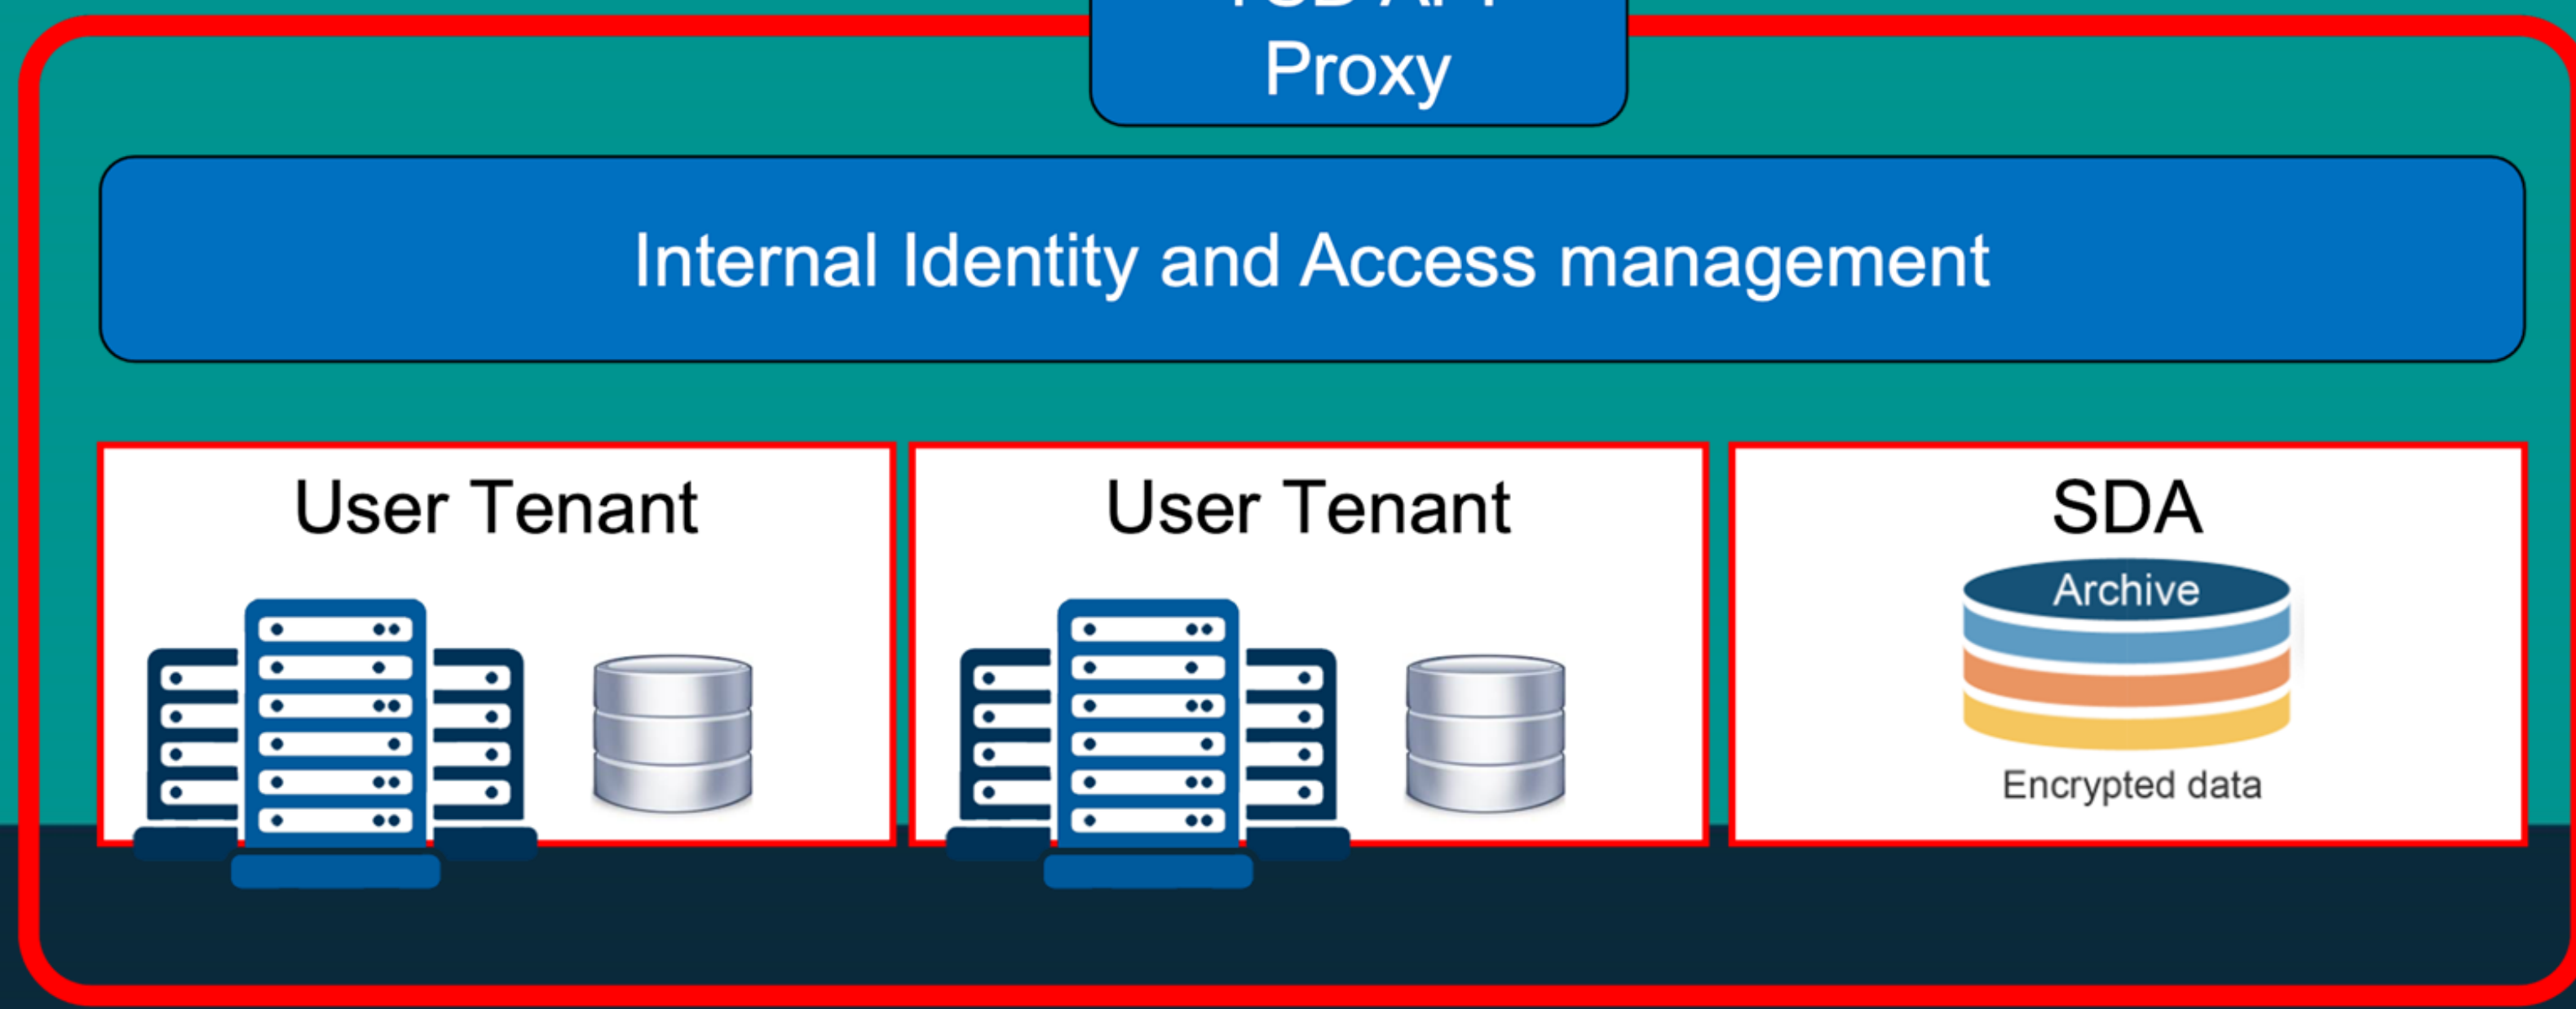 Proxy
Internal Identity and Access management
User Tenant
User Tenant
SDA
Archive
Encrypted data